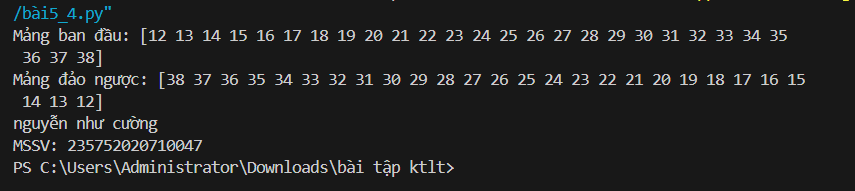 /bài5_4.py"
Mảng ban đầu: [12 13 14 15 16 17 18 19 20 21 22 23 24 25 26 27 28 29 30 31 32 33 34 35
36 37 38]
Mảng đảo ngược: [38 37 36 35 34 33 32 31 30 29 28 27 26 25 24 23 22 21 20 19 18 17 16 15
14 13 12]
nguyễn như cường
MSSV: 235752020710047
PS C:\Users\Administrator\Downloads\bài tập ktlt>